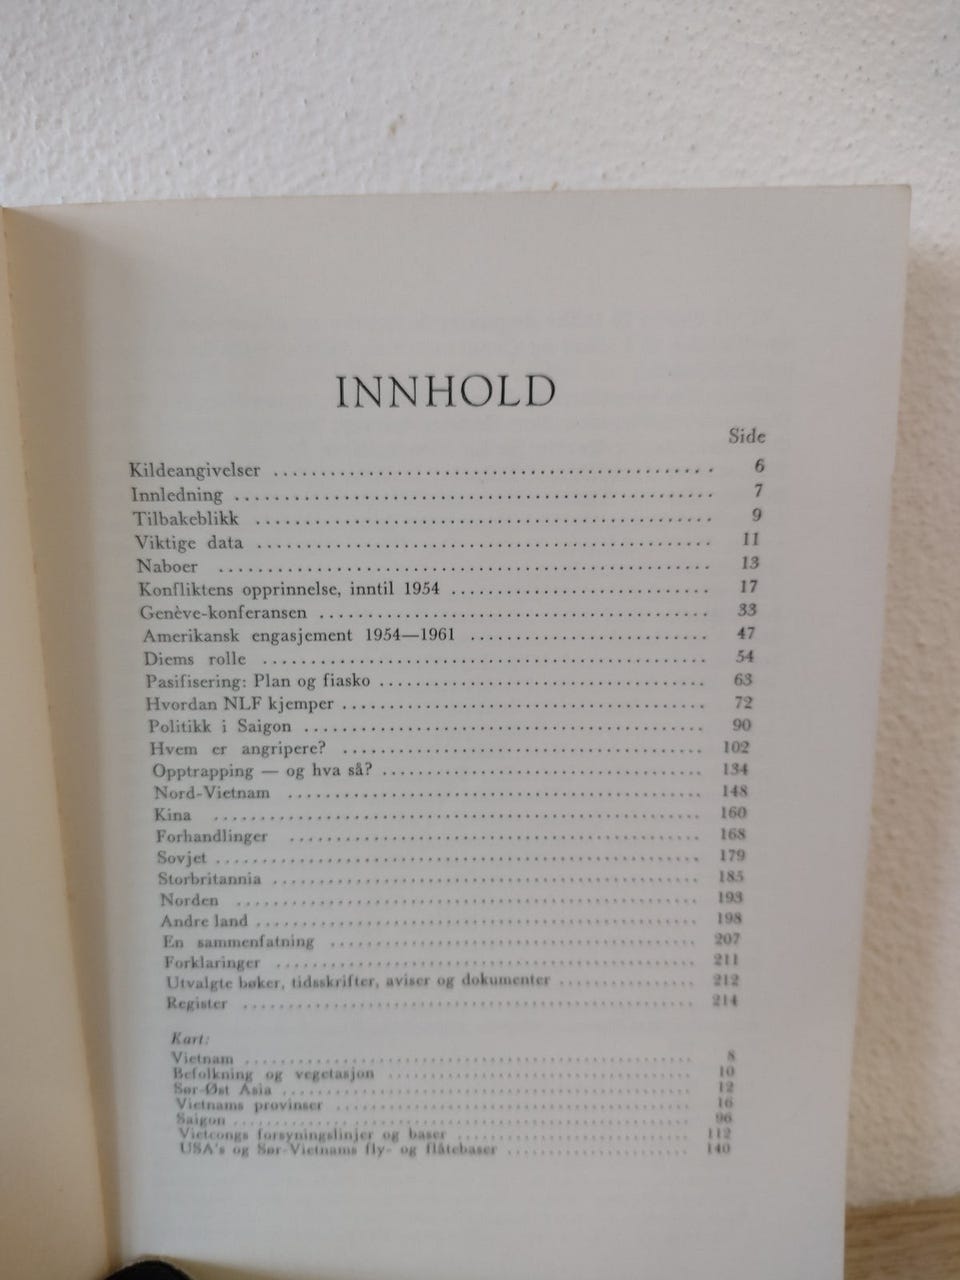 INNHOLD
Side
Kildeangivelser ........................................ 6
Innledning ........................................ 7
Tilbakeblikk ........................................ 9
Viktige data ........................................ 11
Naboer ........................................ 13
Konfliktens opprinnelse, inntil 1954 ...................... 17
Genève-konferansen ................................ 33
Amerikansk engasjement 1954—1961 .................... 47
Diems rolle ...................................... 54
Pasifisering: Plan og fiasko ............................ 63
Hvordan NLF kjemper ............................... 72
Politikk i Saigon .................................. 90
Hvem er angripere? ............................... 102
Opptrapping — og hva så? ........................... 134
Nord-Vietnam ................................... 148
Kina .......................................... 160
Forhandlinger ................................... 168
Sovjet ......................................... 179
Storbritannia .................................... 185
Norden ....................................... 193
Andre land ...................................... 198
En sammenfatning ................................ 207
Forklaringer .................................... 211
Utvalgte bøker, tidsskrifter, aviser og dokumenter ............ 212
Register ...................................... 214
Kart:
Vietnam ...................................... 8
Befolkning og vegetasjon .......................... 10
Sør-Øst Asia .................................... 12
Vietnams provinser .............................. 16
Saigon ........................................ 96
Vietcongs forsyningslinjer og baser .................... 112
USA's og Sør-Vietnams fly- og flåtebaser ................ 140